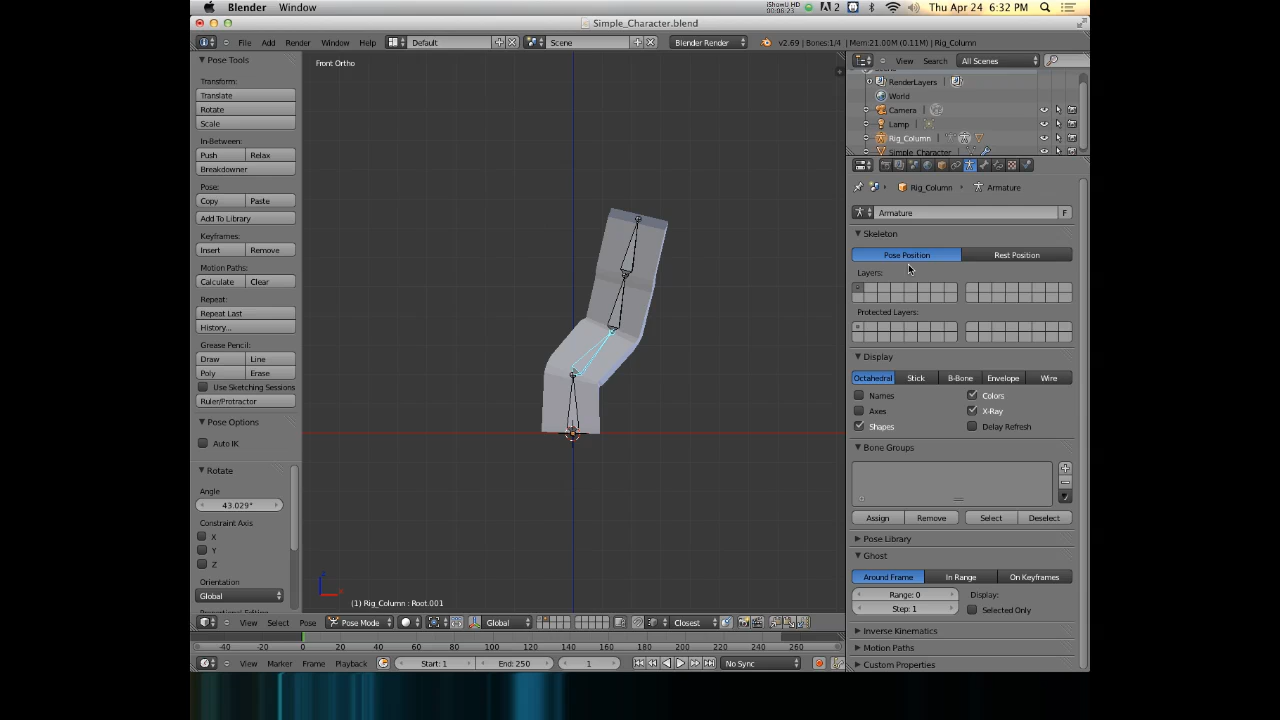 Blender Window
iShowU HD
00:08:23
2
Thu Apr 24 6:32 PM
Simple_Character.blend
File Add Render Window Help Default Scene Blender Render v2.69 | Bones:1/4 | Mem:21.00M (0.11M) | Rig_Column
Pose Tools
Transform:
Translate
Rotate
Scale
In-Between:
Push Relax
Breakdowner
Pose:
Copy Paste
Add To Library
Keyframes:
Insert Remove
Motion Paths:
Calculate Clear
Repeat:
Repeat Last
History...
Grease Pencil:
Draw Line
Poly Erase
Use Sketching Sessions
Ruler/Protractor
Pose Options
Auto IK
Rotate
Angle
43.029°
Constraint Axis
X
Y
Z
Orientation
Global
Front Ortho
(1) Rig_Column : Root.001
View Select Pose Pose Mode Global Closest
-40 -20 0 20 40 60 80 100 120 140 160 180 200 220 240 260
View Marker Frame Playback Start: 1 End: 250 1 No Sync
View Search All Scenes
RenderLayers
World
Camera
Lamp
Rig_Column
Simple_Character
Rig_Column Armature
Armature F
Skeleton
Pose Position Rest Position
Layers:
Protected Layers:
Display
Octahedral Stick B-Bone Envelope Wire
Names Colors
Axes X-Ray
Shapes Delay Refresh
Bone Groups
Assign Remove Select Deselect
Pose Library
Ghost
Around Frame In Range On Keyframes
Range: 0 Display:
Step: 1 Selected Only
Inverse Kinematics
Motion Paths
Custom Properties